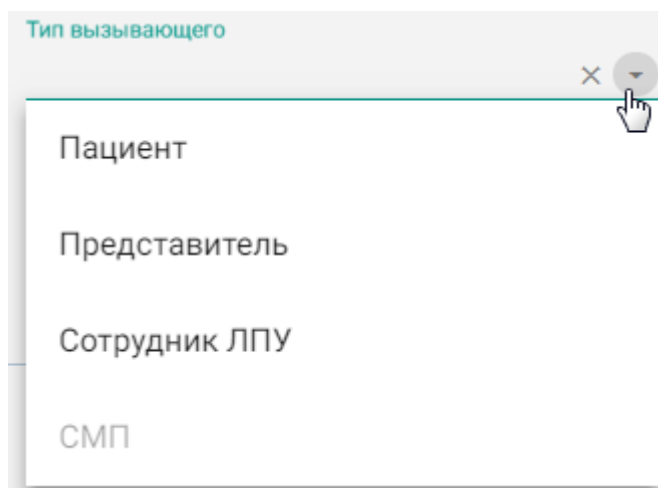 Тип вызывающего
Пациент
Представитель
Сотрудник ЛПУ
СМП